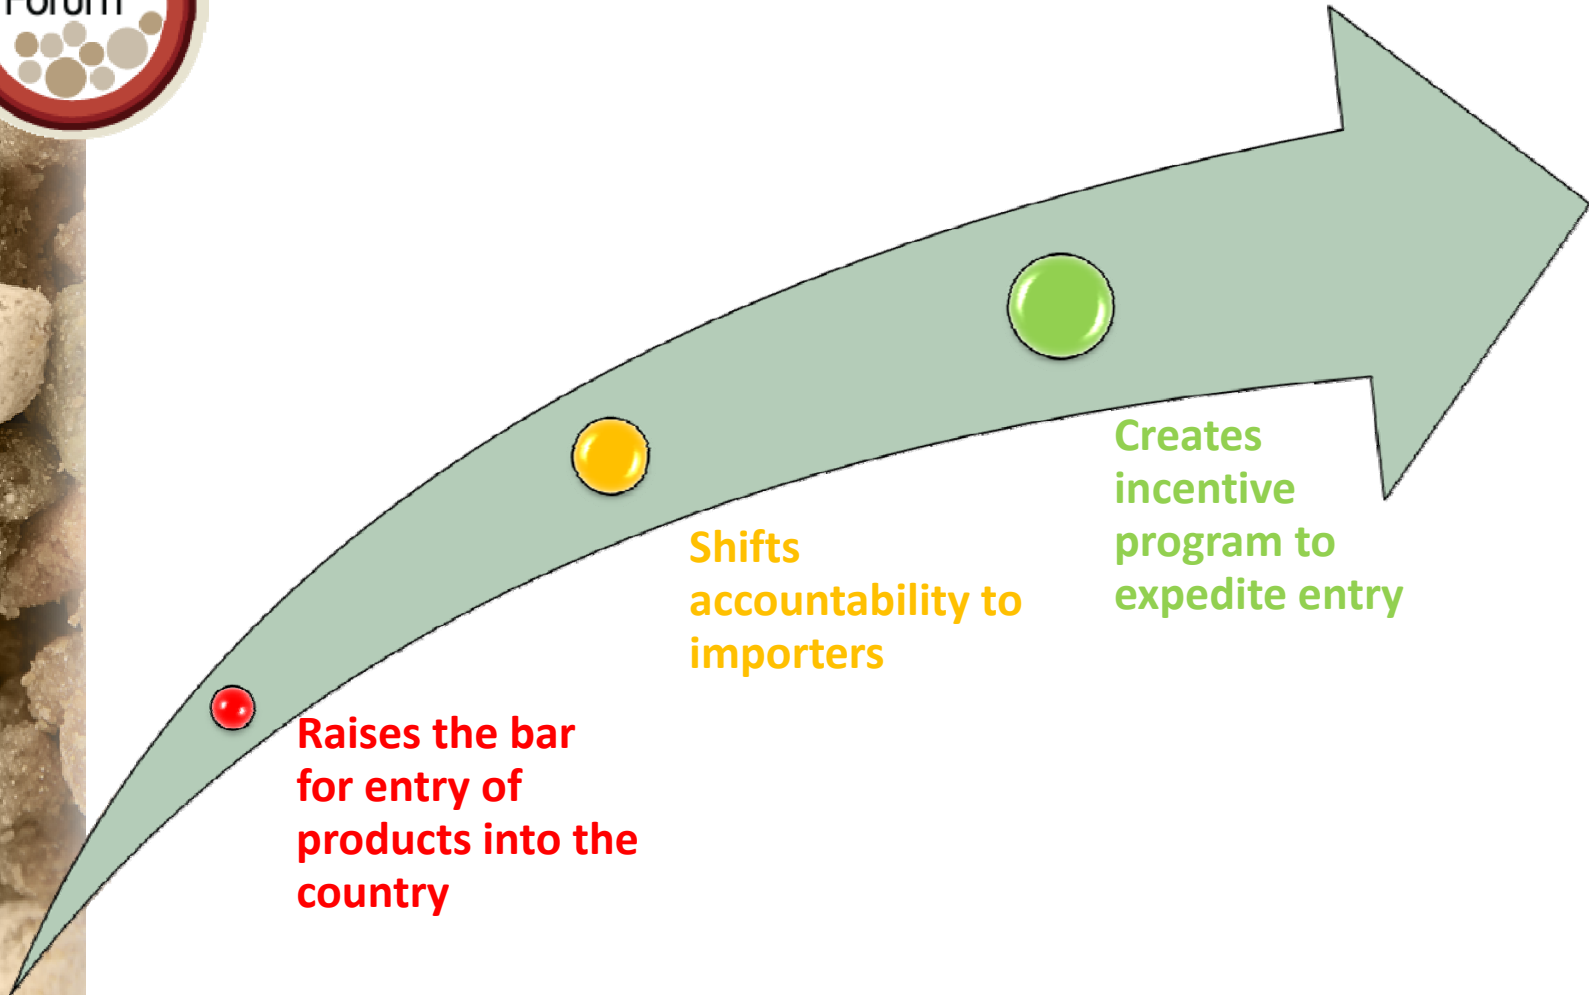 Forum
Creates
incentive
program to
expedite entry
Shifts
accountability to
importers
Raises the bar
for entry of
products into the
country